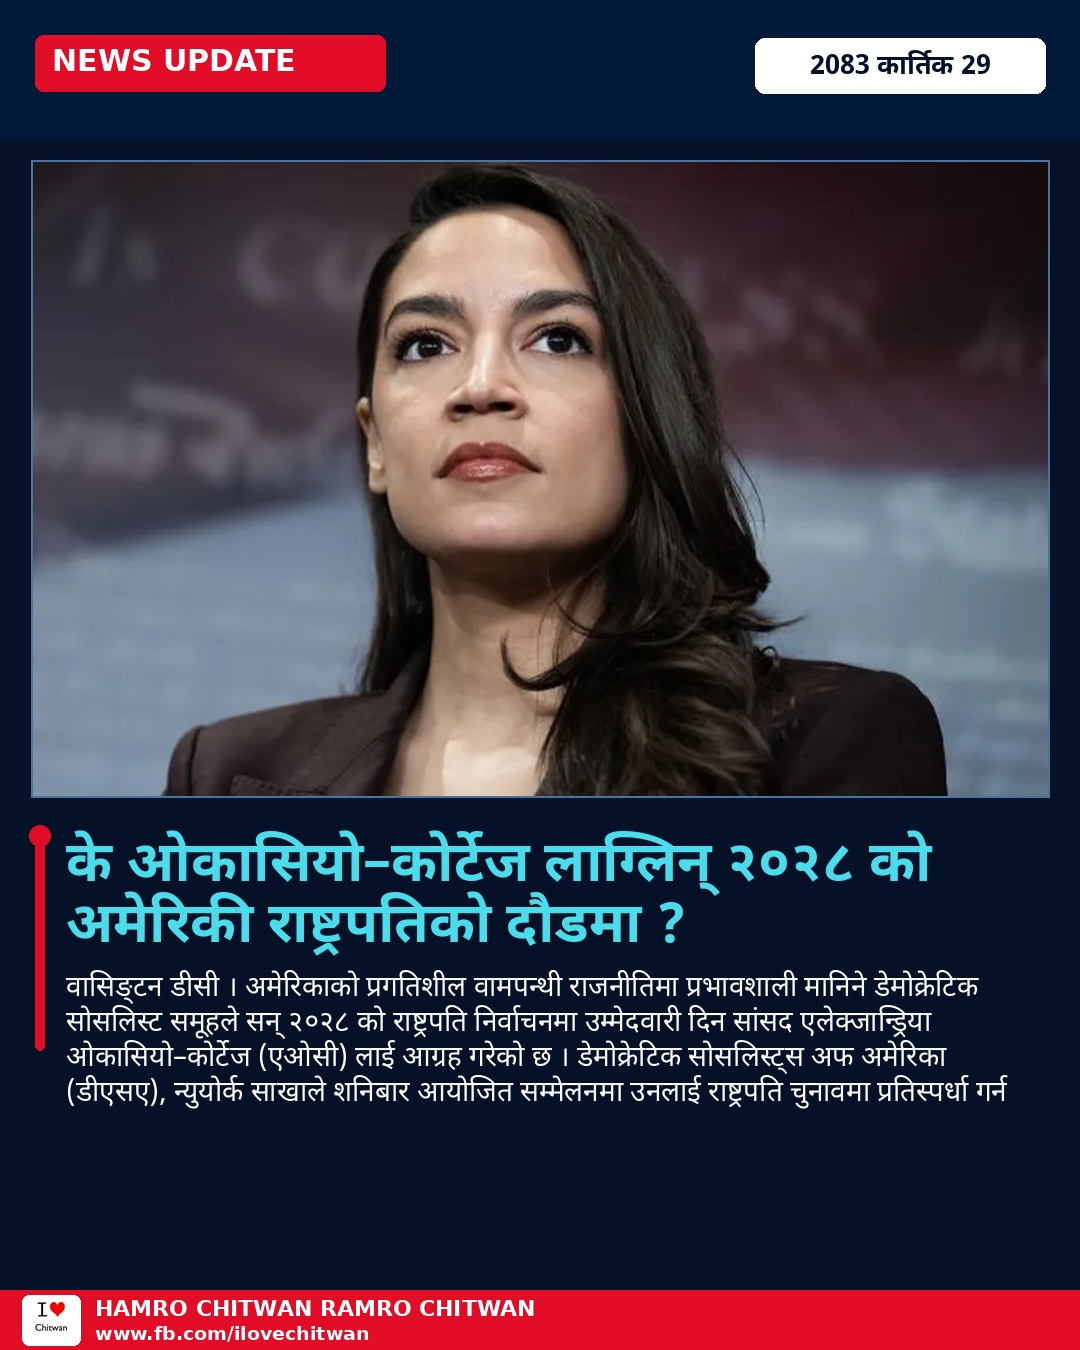 NEWS UPDATE
2083 कार्तिक 29
के ओकासियो–कोर्टेज लाग्लिन् २०२८ को
अमेरिकी राष्ट्रपतिको दौडमा ?
वासिङ्टन डीसी । अमेरिकाको प्रगतिशील वामपन्थी राजनीतिमा प्रभावशाली मानिने डेमोक्रेटिक
सोसलिस्ट समूहले सन् २०२८ को राष्ट्रपति निर्वाचनमा उम्मेदवारी दिन सांसद एलेक्जान्ड्रिया
ओकासियो–कोर्टेज (एओसी) लाई आग्रह गरेको छ । डेमोक्रेटिक सोसलिस्ट्स अफ अमेरिका
(डीएसए), न्युयोर्क साखाले शनिबार आयोजित सम्मेलनमा उनलाई राष्ट्रपति चुनावमा प्रतिस्पर्धा गर्न
I❤
Chitwan
HAMRO CHITWAN RAMRO CHITWAN
www.fb.com/ilovechitwan